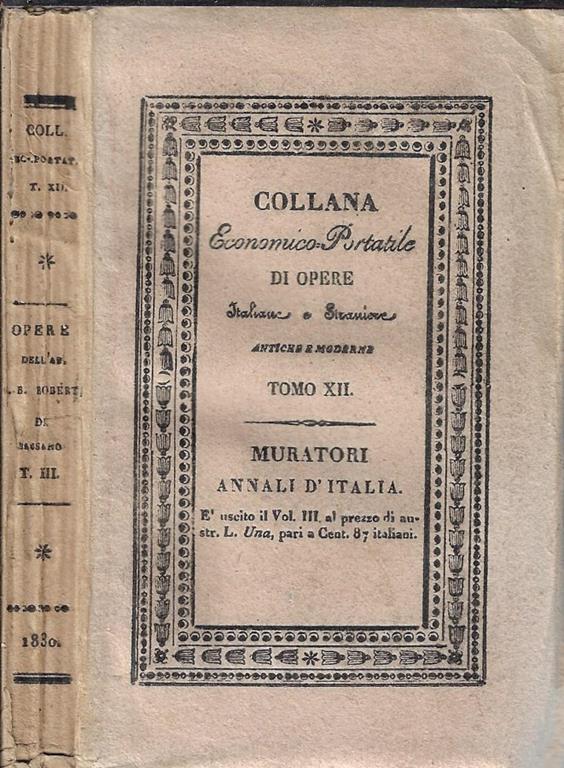 COLL.
EC-PORTAT.
T. XII.
OPERE
DELL'AB.
B. ROBERTI
DI
BASSANO
T. III.
1830.
COLLANA
Economico-Portatile
DI OPERE
Italiane e Straniere
ANTICHE E MODERNE
TOMO XII.
MURATORI
ANNALI D'ITALIA.
E' uscito il Vol. III. al prezzo di au-
str. L. Una, pari a Cent. 87 italiani.